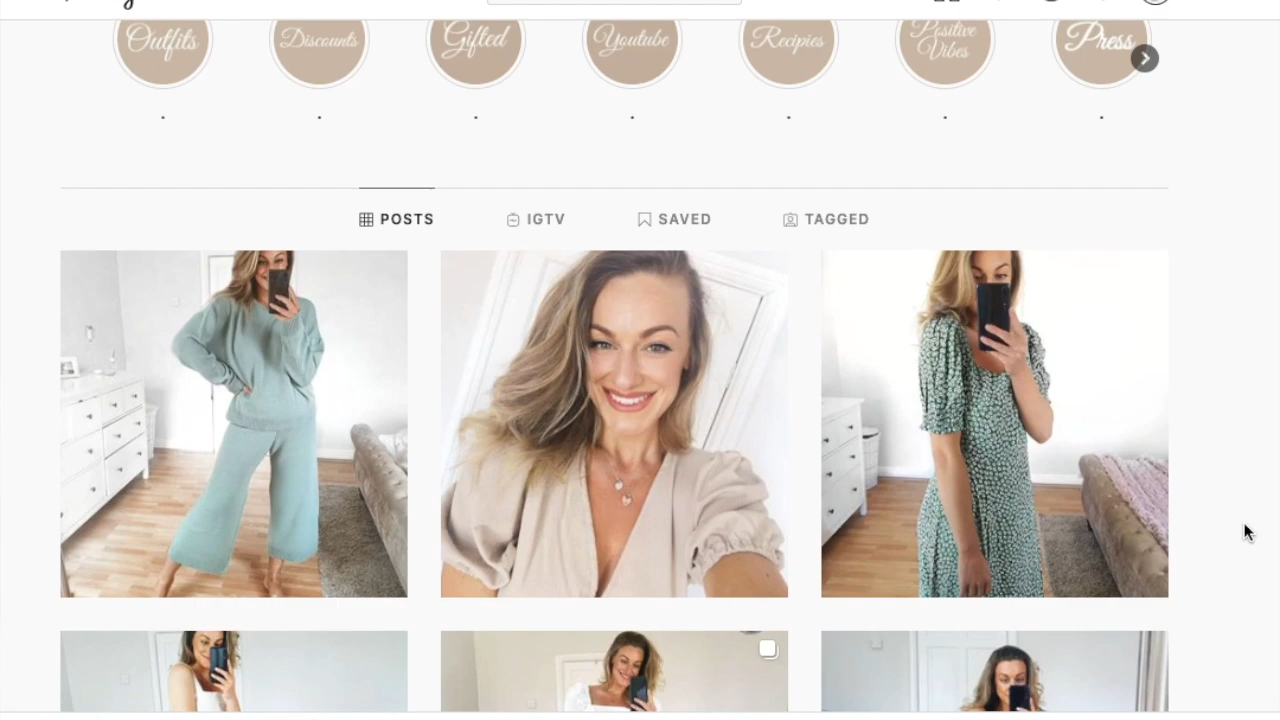 Outfits
Discounts
Gifted
Youtube
Recipies
Positive
Vibes
Press
POSTS
IGTV
SAVED
TAGGED